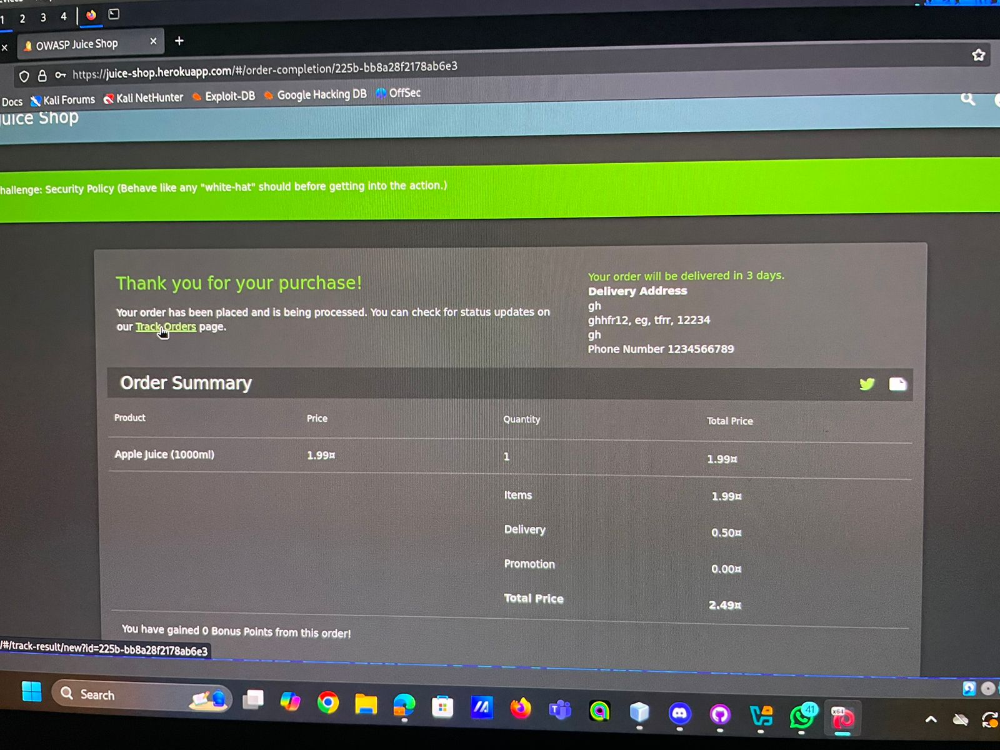 1 2 3 4
OWASP Juice Shop
https://juice-shop.herokuapp.com/#/order-completion/225b-bb8a28f2178ab6e3
Docs Kali Forums Kali NetHunter Exploit-DB Google Hacking DB OffSec
Juice Shop
hallenge: Security Policy (Behave like any "white-hat" should before getting into the action.)
Thank you for your purchase!
Your order has been placed and is being processed. You can check for status updates on
our Track Orders page.
Your order will be delivered in 3 days.
Delivery Address
gh
ghhfr12, eg, tfrr, 12234
gh
Phone Number 1234566789
Order Summary
Product Price Quantity Total Price
Apple Juice (1000ml) 1.99¤ 1 1.99¤
Items 1.99¤
Delivery 0.50¤
Promotion 0.00¤
Total Price 2.49¤
You have gained 0 Bonus Points from this order!
/#/track-result/new?id=225b-bb8a28f2178ab6e3
Search
41
x64